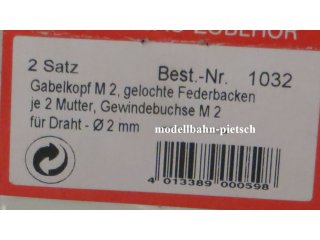 ZUBEHÖR
2 Satz Best.-Nr. 1032
Gabelkopf M 2, gelochte Federbacken
je 2 Mutter, Gewindebuchse M 2
für Draht - Ø 2 mm
modellbahn-pietsch
4 013389 000598